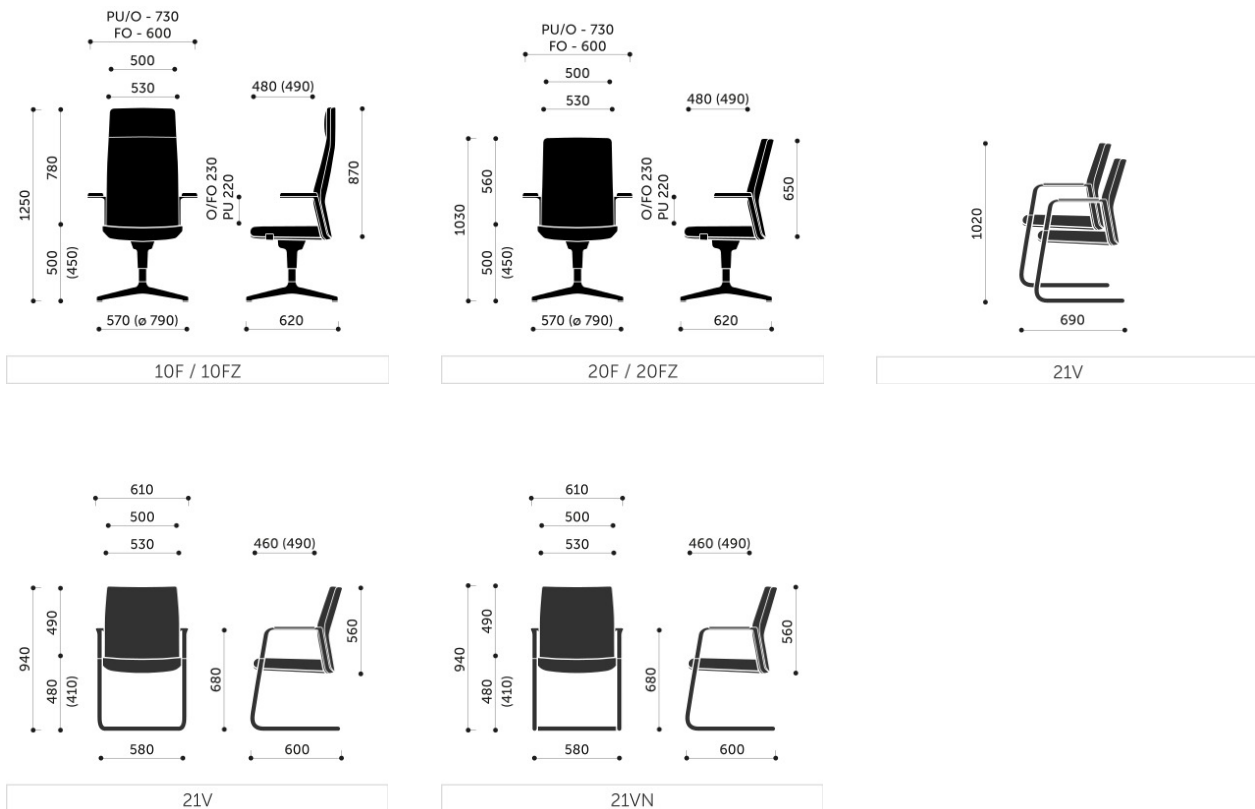 PU/O - 730
FO - 600
500
530
480 (490)
1250
780
500
(450)
O/FO 230
PU 220
870
570 (ø 790)
620
10F / 10FZ
PU/O - 730
FO - 600
500
530
480 (490)
1030
560
500
(450)
O/FO 230
PU 220
650
570 (ø 790)
620
20F / 20FZ
1020
690
21V
610
500
530
460 (490)
940
490
480
(410)
680
560
580
600
21V
610
500
530
460 (490)
940
490
480
(410)
680
560
580
600
21VN